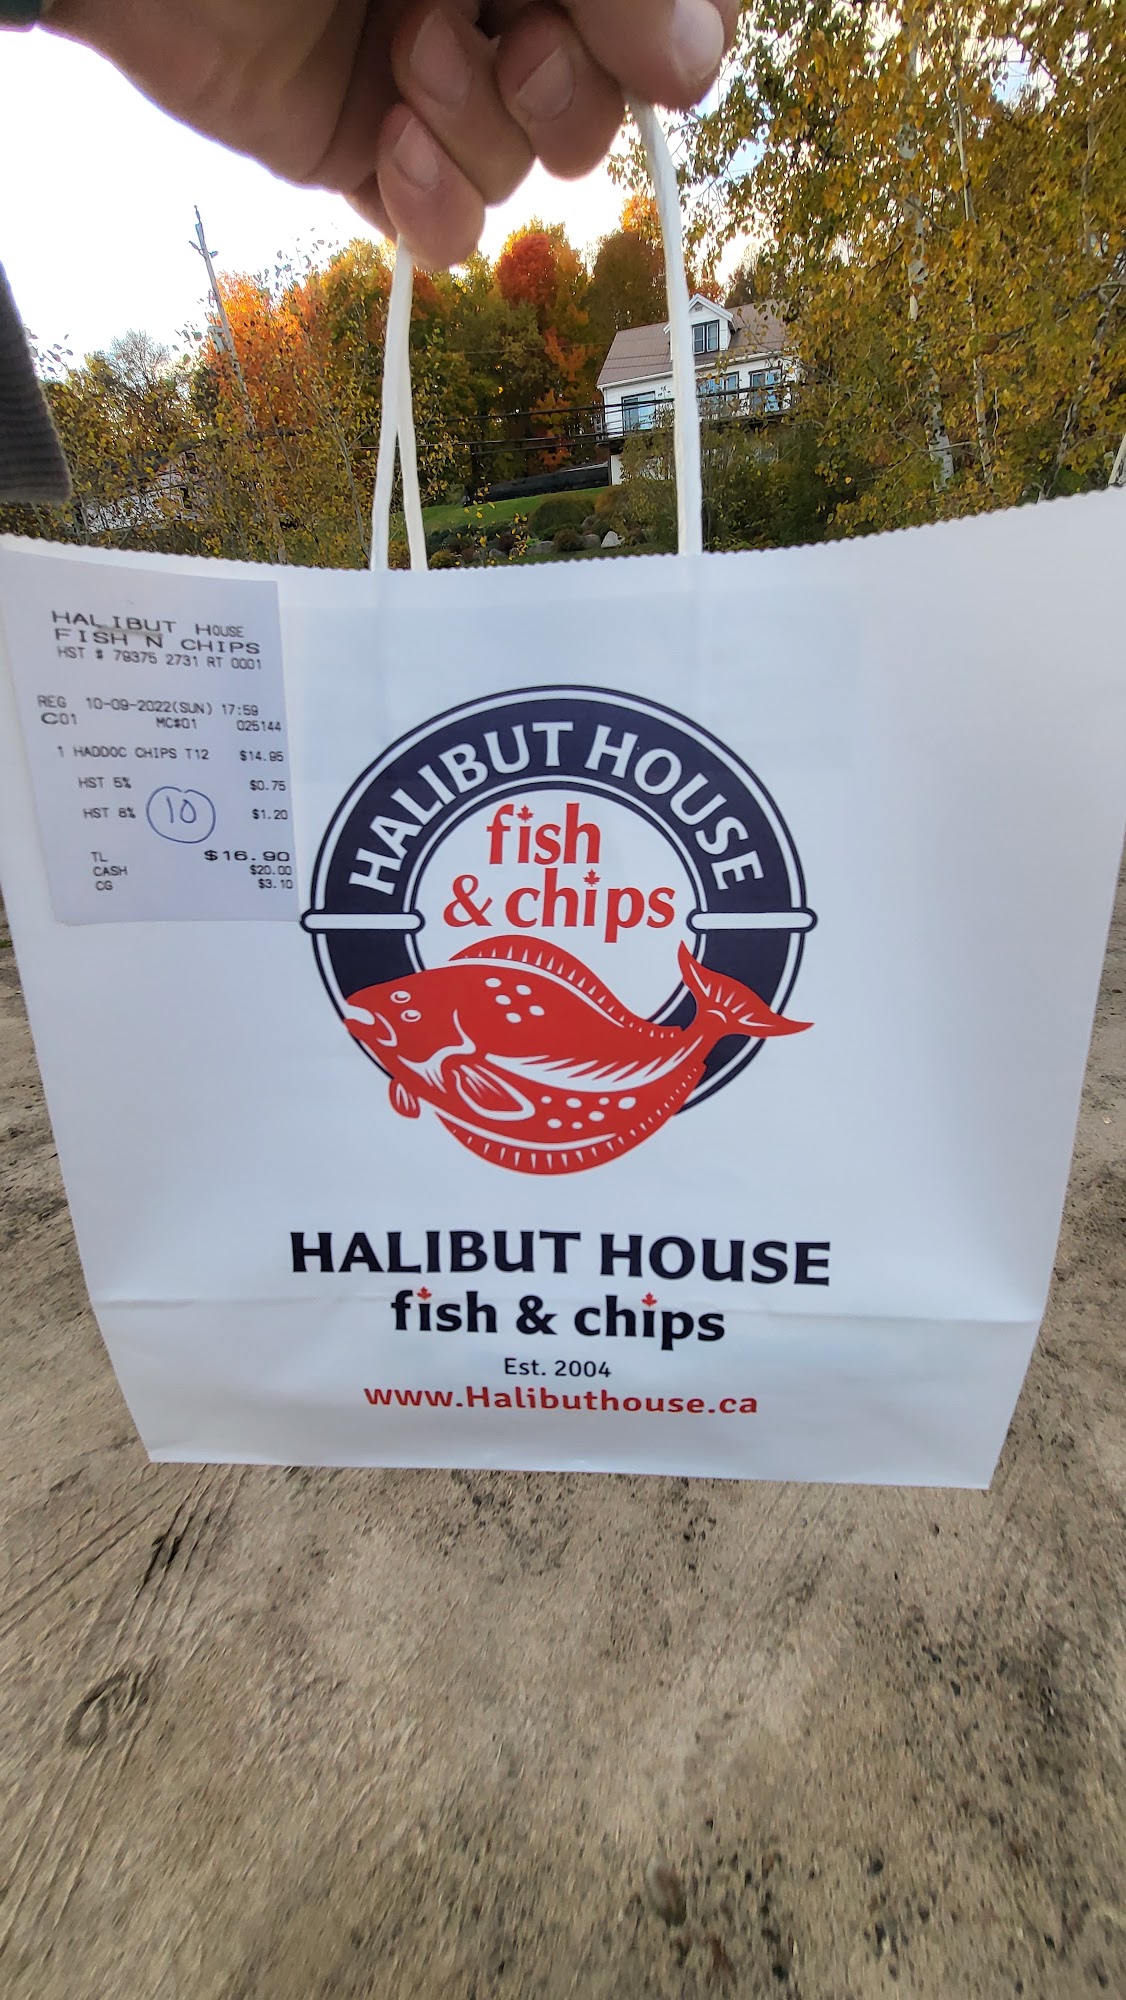 HALIBUT HOUSE
FISH N CHIPS
HST # 79375 2731 RT 0001
REG 10-09-2022(SUN) 17:59
C01 MC#01 025144
1 HADDOC CHIPS T12 $14.95
HST 5% $0.75
HST 8% $1.20
10
TL $16.90
CASH $20.00
CG $3.10
HALIBUT HOUSE
fish
& chips
HALIBUT HOUSE
fish & chips
Est. 2004
www.Halibuthouse.ca